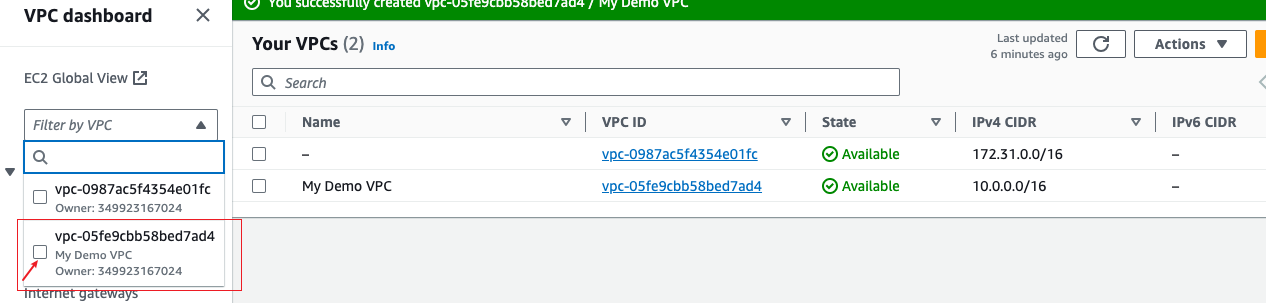 VPC dashboard
EC2 Global View
Filter by VPC
vpc-0987ac5f4354e01fc
Owner: 349923167024
vpc-05fe9cbb58bed7ad4
My Demo VPC
Owner: 349923167024
Internet gateways
You successfully created vpc-05fe9cbb58bed7ad4 / My Demo VPC
Your VPCs (2) Info
Last updated
6 minutes ago
Actions
Search
Name VPC ID State IPv4 CIDR IPv6 CIDR
– vpc-0987ac5f4354e01fc Available 172.31.0.0/16 –
My Demo VPC vpc-05fe9cbb58bed7ad4 Available 10.0.0.0/16 –